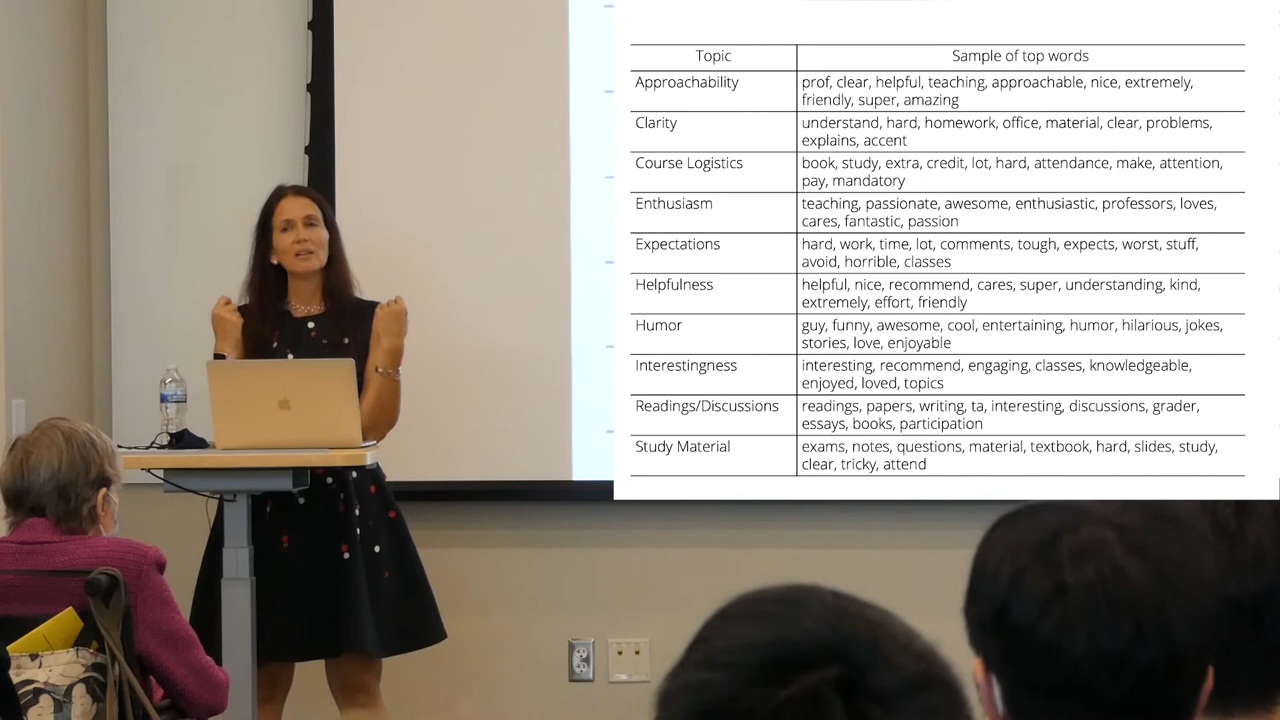 Topic Sample of top words
Approachability prof, clear, helpful, teaching, approachable, nice, extremely,
friendly, super, amazing
Clarity understand, hard, homework, office, material, clear, problems,
explains, accent
Course Logistics book, study, extra, credit, lot, hard, attendance, make, attention,
pay, mandatory
Enthusiasm teaching, passionate, awesome, enthusiastic, professors, loves,
cares, fantastic, passion
Expectations hard, work, time, lot, comments, tough, expects, worst, stuff,
avoid, horrible, classes
Helpfulness helpful, nice, recommend, cares, super, understanding, kind,
extremely, effort, friendly
Humor guy, funny, awesome, cool, entertaining, humor, hilarious, jokes,
stories, love, enjoyable
Interestingness interesting, recommend, engaging, classes, knowledgeable,
enjoyed, loved, topics
Readings/Discussions readings, papers, writing, ta, interesting, discussions, grader,
essays, books, participation
Study Material exams, notes, questions, material, textbook, hard, slides, study,
clear, tricky, attend